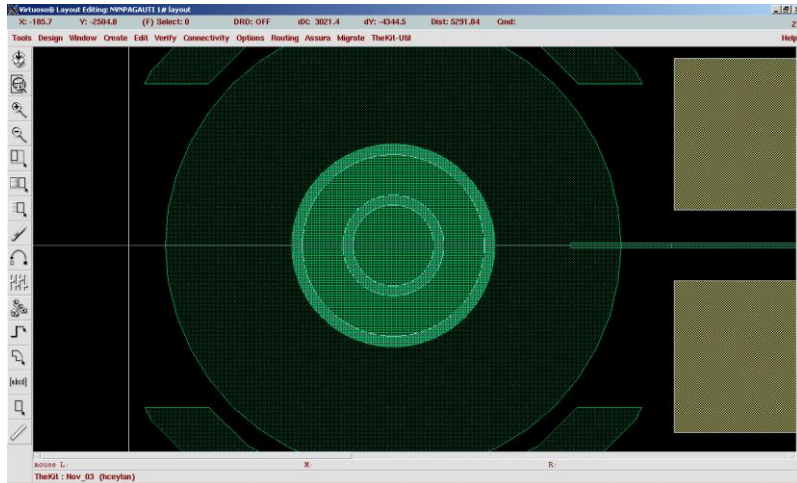 Virtuoso® Layout Editing: NVNPAGAUTI 1# layout
X: -185.7 Y: -2504.8 (F) Select: 0 DRD: OFF dX: 3021.4 dY: -4344.5 Dist: 5291.84 Cmd:
Tools Design Window Create Edit Verify Connectivity Options Routing Assura Migrate TheKit-Util Help
[abcd]
mouse L: M: R:
TheKit : Nov_03 (hceylan)